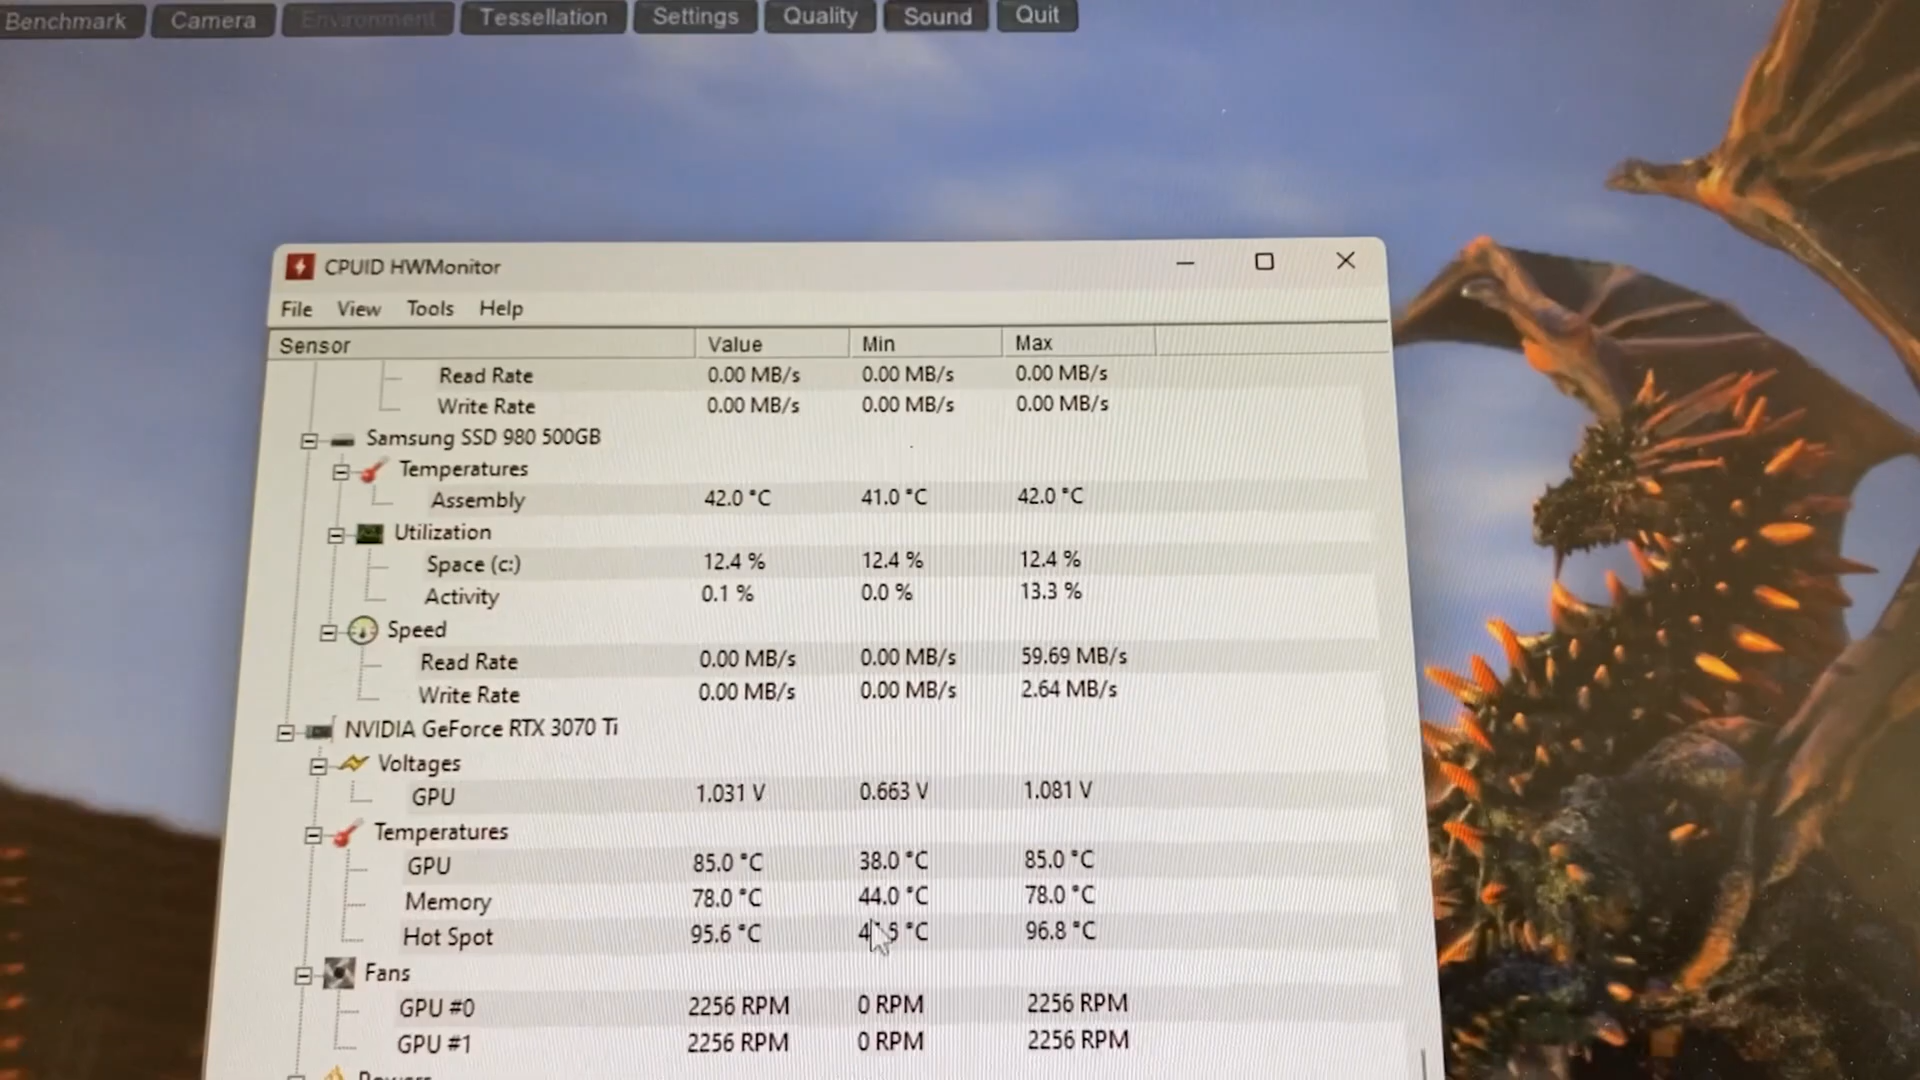 Benchmark Camera Environment Tessellation Settings Quality Sound Quit
CPUID HWMonitor
File View Tools Help
Sensor Value Min Max
Read Rate 0.00 MB/s 0.00 MB/s 0.00 MB/s
Write Rate 0.00 MB/s 0.00 MB/s 0.00 MB/s
Samsung SSD 980 500GB
Temperatures
Assembly 42.0 °C 41.0 °C 42.0 °C
Utilization
Space (c:) 12.4 % 12.4 % 12.4 %
Activity 0.1 % 0.0 % 13.3 %
Speed
Read Rate 0.00 MB/s 0.00 MB/s 59.69 MB/s
Write Rate 0.00 MB/s 0.00 MB/s 2.64 MB/s
NVIDIA GeForce RTX 3070 Ti
Voltages
GPU 1.031 V 0.663 V 1.081 V
Temperatures
GPU 85.0 °C 38.0 °C 85.0 °C
Memory 78.0 °C 44.0 °C 78.0 °C
Hot Spot 95.6 °C °C 96.8 °C
Fans
GPU #0 2256 RPM 0 RPM 2256 RPM
GPU #1 2256 RPM 0 RPM 2256 RPM
Powers